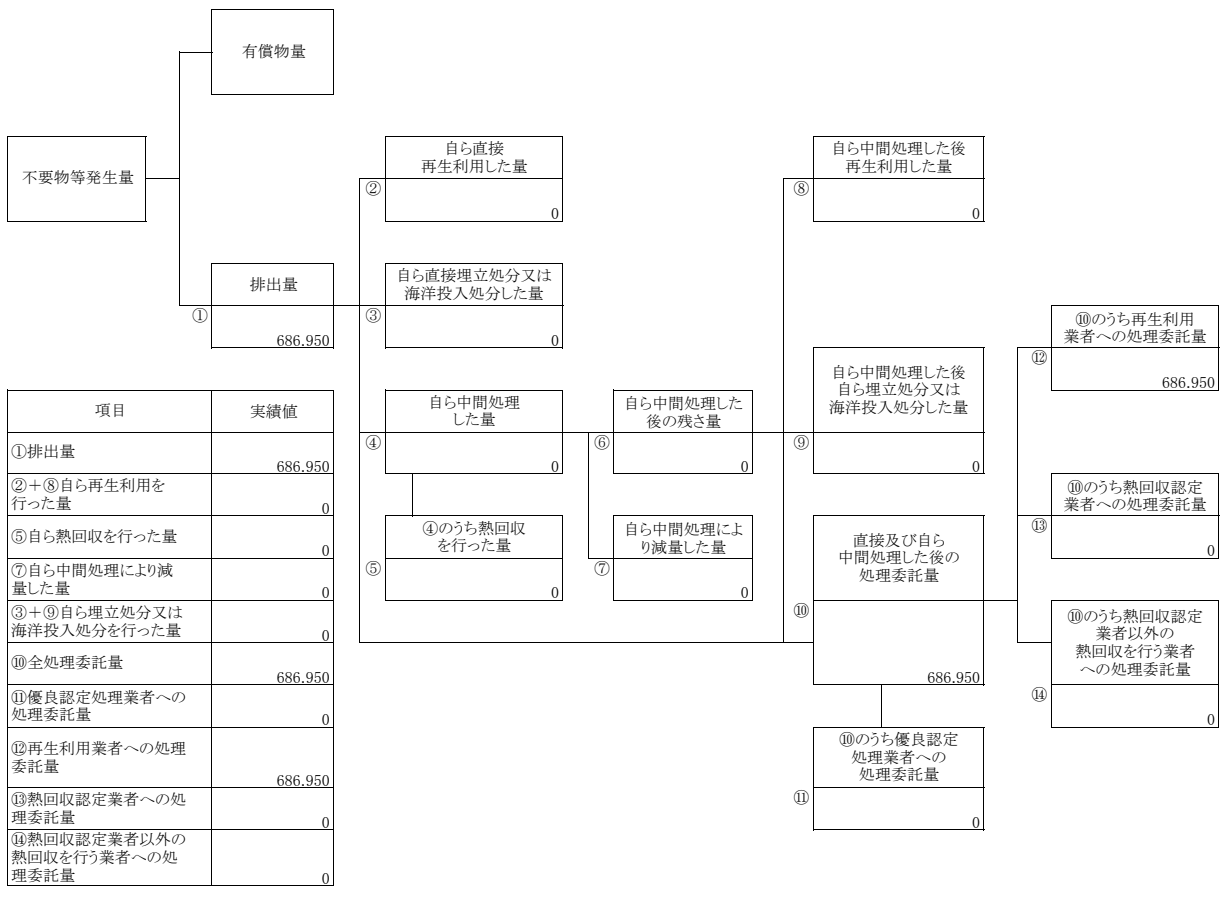 有償物量
不要物等発生量
排出量
①
686.950
自ら直接
再生利用した量
②
0
自ら直接埋立処分又は
海洋投入処分した量
③
0
自ら中間処理
した量
④
0
④のうち熱回収
を行った量
⑤
0
自ら中間処理した
後の残さ量
⑥
0
自ら中間処理によ
り減量した量
⑦
0
自ら中間処理した後
再生利用した量
⑧
0
自ら中間処理した後
自ら埋立処分又は
海洋投入処分した量
⑨
0
直接及び自ら
中間処理した後の
処理委託量
⑩
686.950
⑩のうち優良認定
処理業者への
処理委託量
⑪
0
⑩のうち再生利用
業者への処理委託量
⑫
686.950
⑩のうち熱回収認定
業者への処理委託量
⑬
0
⑩のうち熱回収認定
業者以外の
熱回収を行う業者
への処理委託量
⑭
0
項目 実績値
①排出量
686.950
②＋⑧自ら再生利用を
行った量
0
⑤自ら熱回収を行った量
0
⑦自ら中間処理により減
量した量
0
③＋⑨自ら埋立処分又は
海洋投入処分を行った量
0
⑩全処理委託量
686.950
⑪優良認定処理業者への
処理委託量
0
⑫再生利用業者への処理
委託量
686.950
⑬熱回収認定業者への処
理委託量
0
⑭熱回収認定業者以外の
熱回収を行う業者への処
理委託量
0